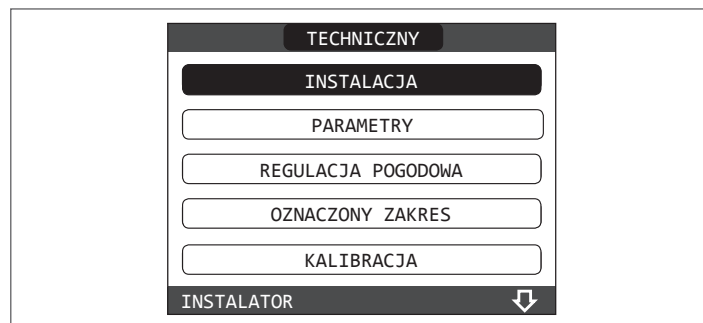 TECHNICZNY
INSTALACJA
PARAMETRY
REGULACJA POGODOWA
OZNACZONY ZAKRES
KALIBRACJA
INSTALATOR